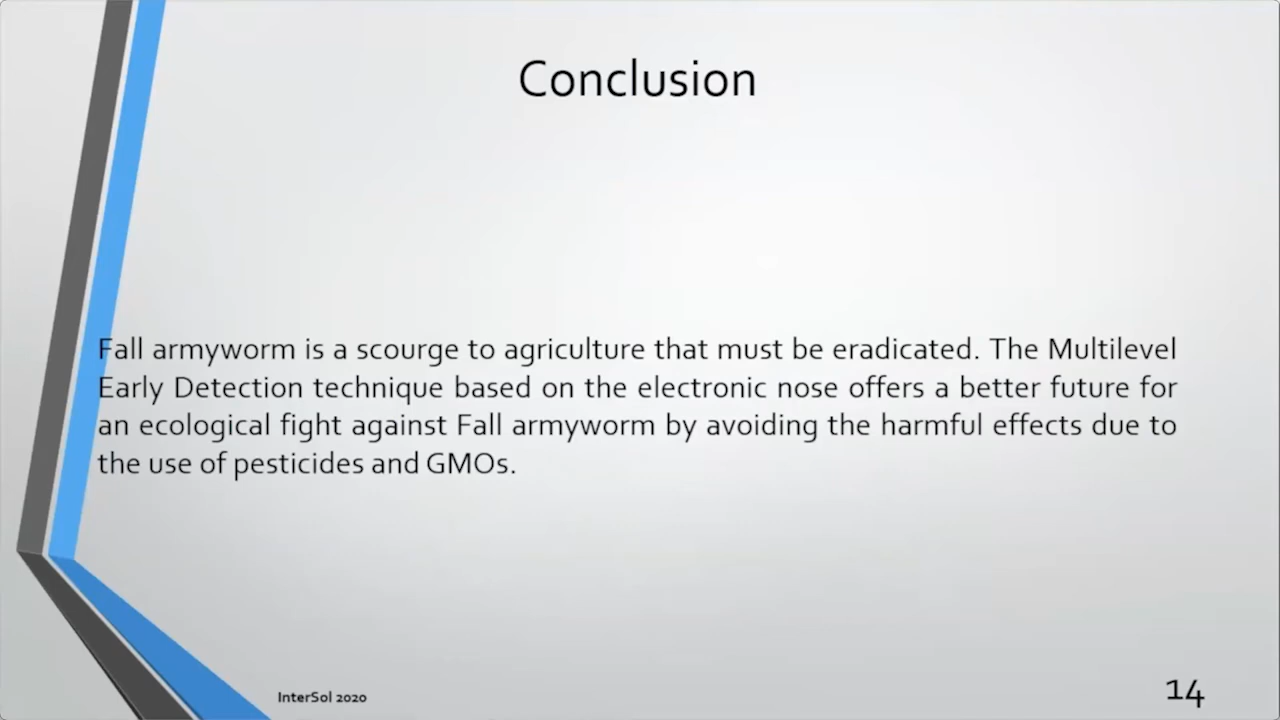 Conclusion
Fall armyworm is a scourge to agriculture that must be eradicated. The Multilevel
Early Detection technique based on the electronic nose offers a better future for
an ecological fight against Fall armyworm by avoiding the harmful effects due to
the use of pesticides and GMOs.
InterSol 2020
14